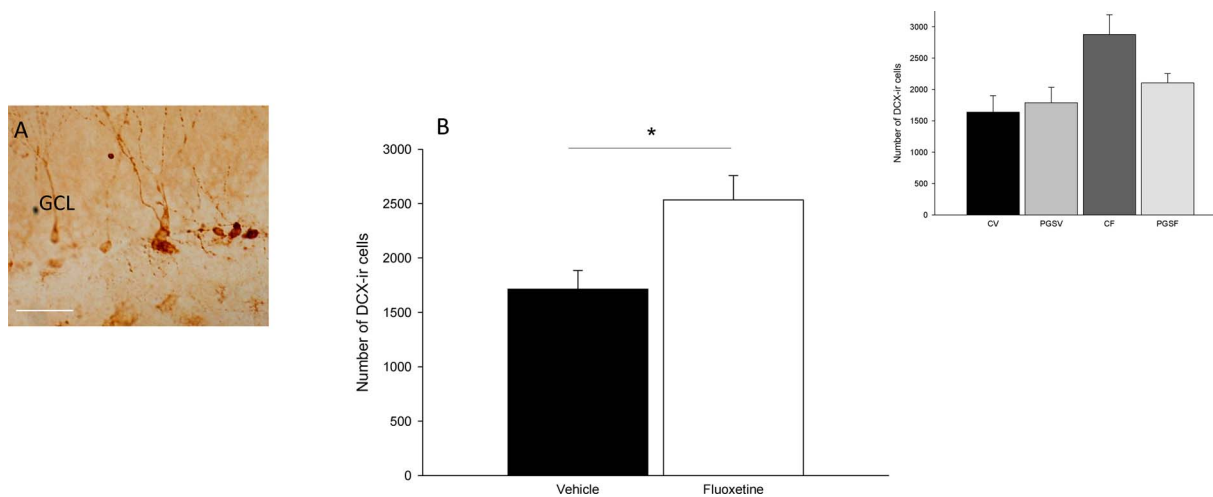 A
GCL
B
*
Number of DCX-ir cells
3000
2500
2000
1500
1000
500
0
Vehicle Fluoxetine
Number of DCX-ir cells
3000
2500
2000
1500
1000
500
0
CV PGSV CF PGSF